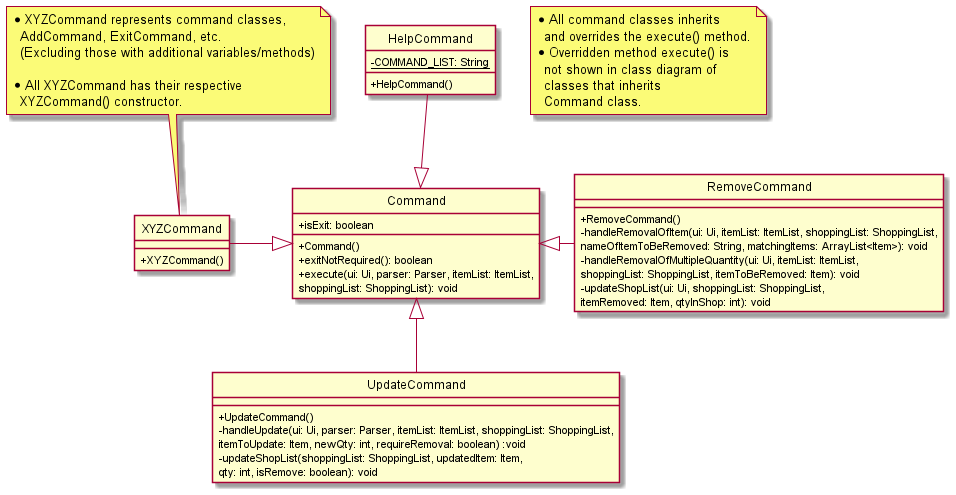 • XYZCommand represents command classes,
AddCommand, ExitCommand, etc.
(Excluding those with additional variables/methods)
• All XYZCommand has their respective
XYZCommand() constructor.
HelpCommand
-COMMAND_LIST: String
+HelpCommand()
• All command classes inherits
and overrides the execute() method.
• Overridden method execute() is
not shown in class diagram of
classes that inherits
Command class.
XYZCommand
+XYZCommand()
Command
+isExit: boolean
+Command()
+exitNotRequired(): boolean
+execute(ui: Ui, parser: Parser, itemList: ItemList,
shoppingList: ShoppingList): void
RemoveCommand
+RemoveCommand()
-handleRemovalOfItem(ui: Ui, itemList: ItemList, shoppingList: ShoppingList,
nameOfItemToBeRemoved: String, matchingItems: ArrayList<Item>): void
-handleRemovalOfMultipleQuantity(ui: Ui, itemList: ItemList,
shoppingList: ShoppingList, itemToBeRemoved: Item): void
-updateShopList(ui: Ui, shoppingList: ShoppingList,
itemRemoved: Item, qtyInShop: int): void
UpdateCommand
+UpdateCommand()
-handleUpdate(ui: Ui, parser: Parser, itemList: ItemList, shoppingList: ShoppingList,
itemToUpdate: Item, newQty: int, requireRemoval: boolean) :void
-updateShopList(shoppingList: ShoppingList, updatedItem: Item,
qty: int, isRemove: boolean): void